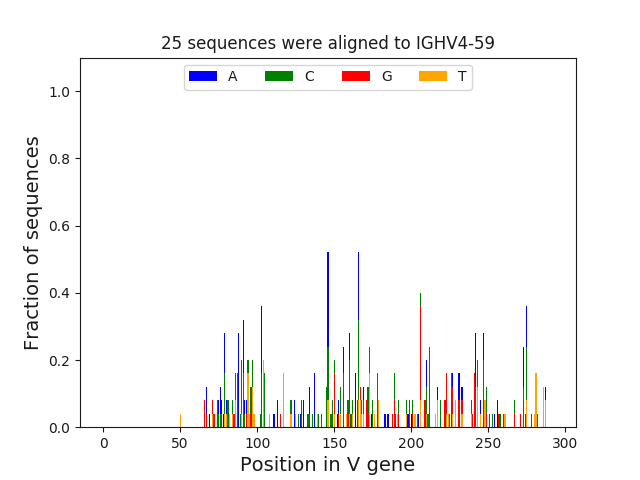 25 sequences were aligned to IGHV4-59
A C G T
1.0
0.8
0.6
0.4
0.2
0.0
Fraction of sequences
0 50 100 150 200 250 300
Position in V gene